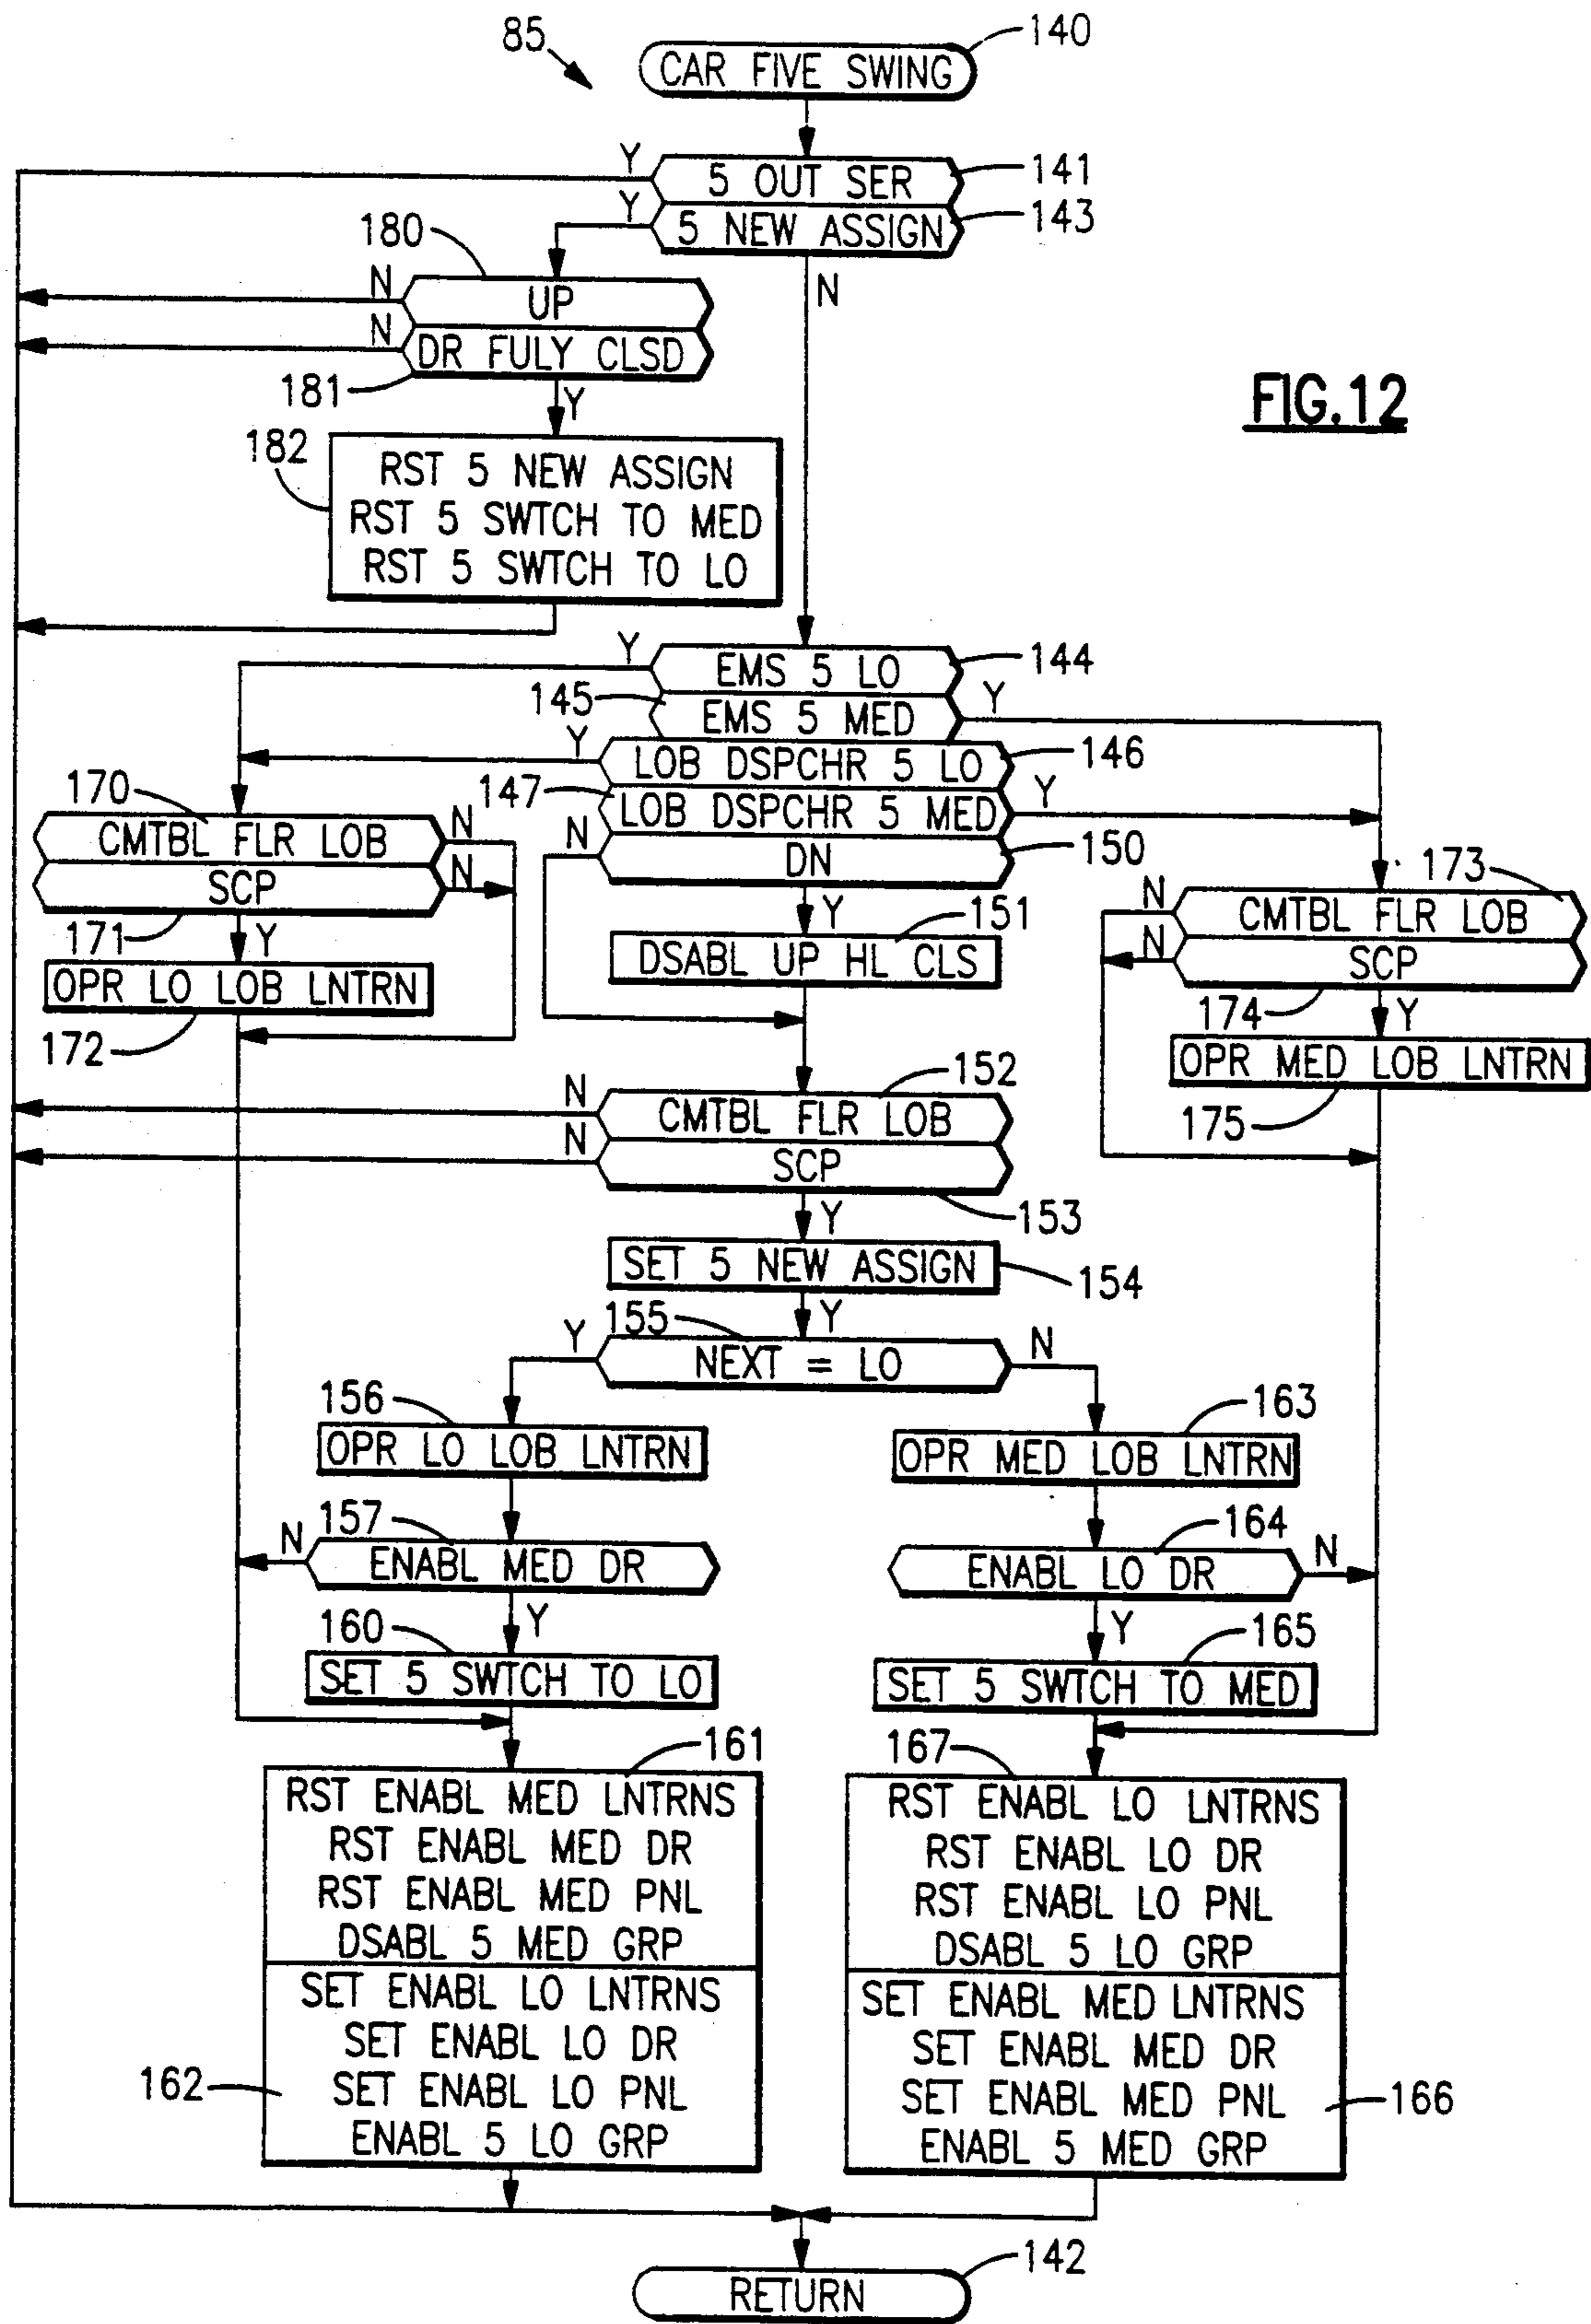 85
140
CAR FIVE SWING
Y
5 OUT SER
141
Y
5 NEW ASSIGN
143
180
N
UP
N
N
DR FULY CLSD
181
Y
FIG.12
182
RST 5 NEW ASSIGN
RST 5 SWTCH TO MED
RST 5 SWTCH TO LO
Y
EMS 5 LO
144
145
EMS 5 MED
Y
Y
LOB DSPCHR 5 LO
146
147
LOB DSPCHR 5 MED
Y
170
CMTBL FLR LOB
N
N
DN
150
SCP
N
171
Y
Y
151
173
N
CMTBL FLR LOB
DSABL UP HL CLS
N
SCP
OPR LO LOB LNTRN
172
174
Y
OPR MED LOB LNTRN
175
152
N
CMTBL FLR LOB
N
SCP
153
Y
SET 5 NEW ASSIGN
154
155
Y
Y
NEXT = LO
N
156
OPR LO LOB LNTRN
163
OPR MED LOB LNTRN
157
N
ENABL MED DR
164
ENABL LO DR
N
Y
Y
160
SET 5 SWTCH TO LO
165
SET 5 SWTCH TO MED
161
RST ENABL MED LNTRNS
RST ENABL MED DR
RST ENABL MED PNL
DSABL 5 MED GRP
SET ENABL LO LNTRNS
SET ENABL LO DR
162
SET ENABL LO PNL
ENABL 5 LO GRP
167
RST ENABL LO LNTRNS
RST ENABL LO DR
RST ENABL LO PNL
DSABL 5 LO GRP
SET ENABL MED LNTRNS
SET ENABL MED DR
SET ENABL MED PNL
166
ENABL 5 MED GRP
142
RETURN